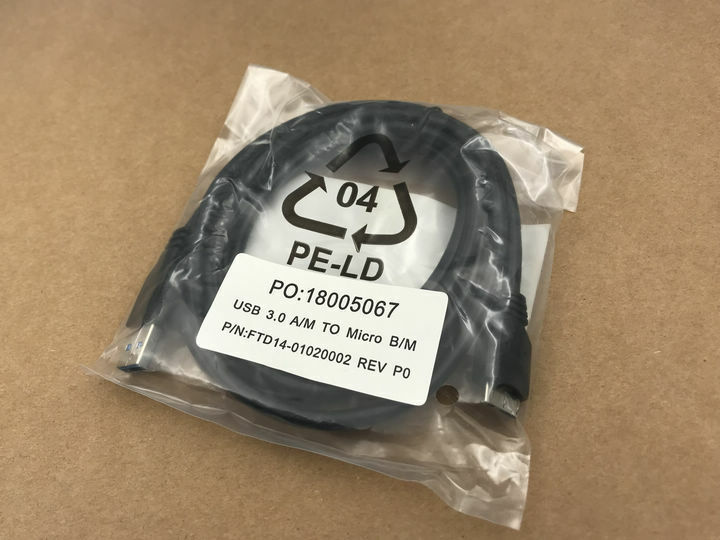 04
PE-LD
PO:18005067
USB 3.0 A/M TO Micro B/M
P/N:FTD14-01020002 REV P0